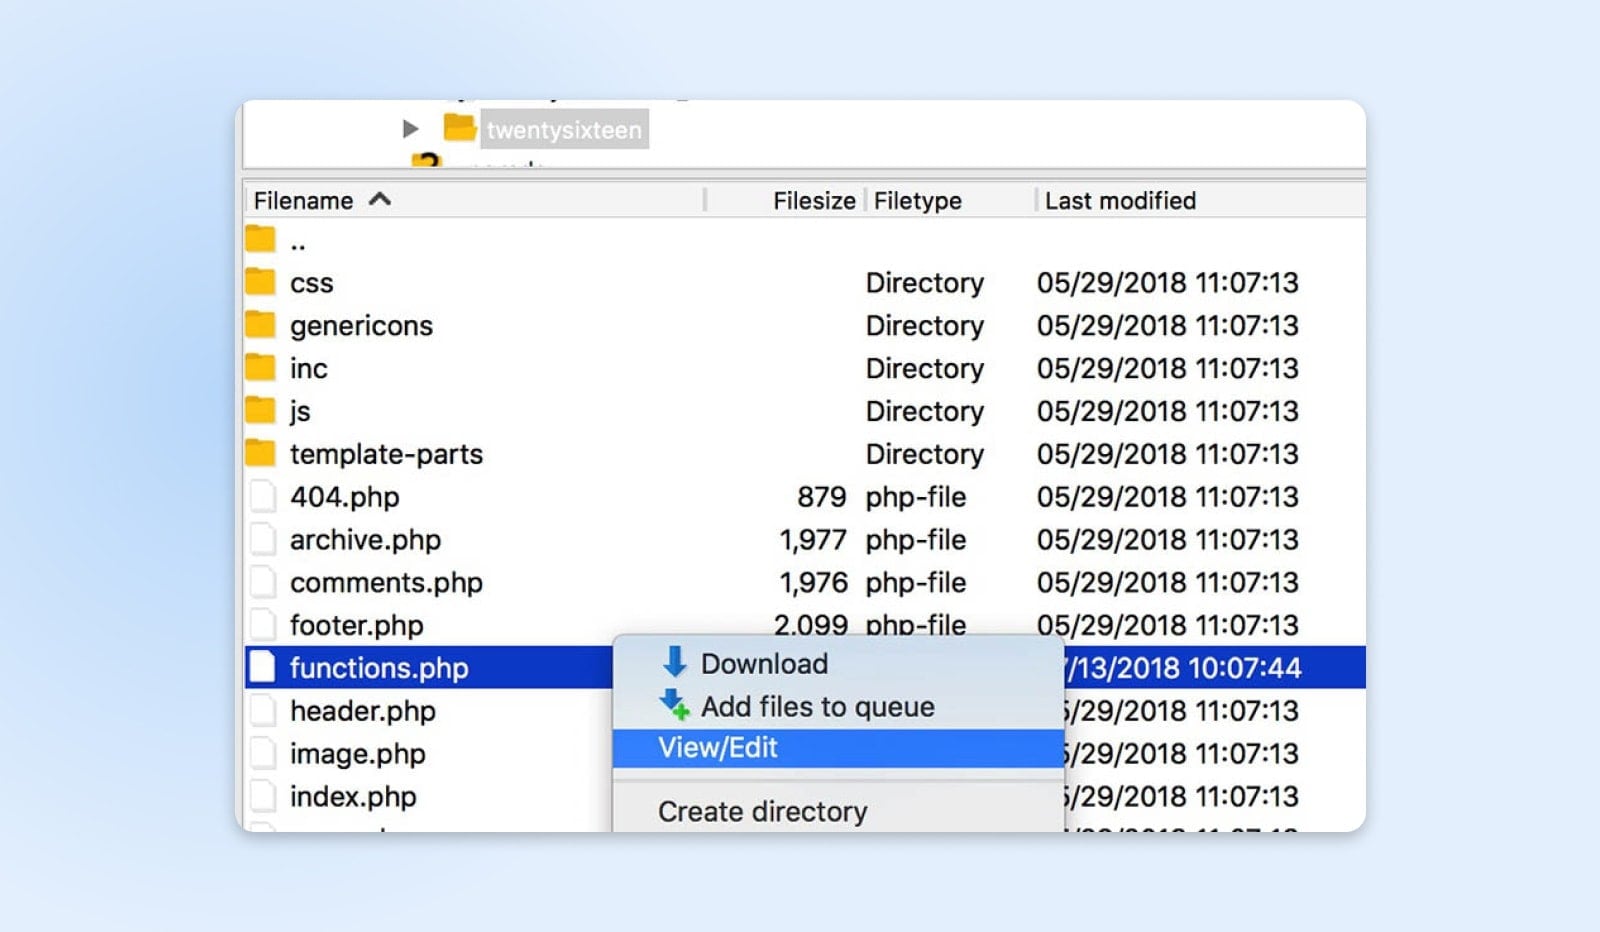 twentysixteen
Filename Filesize Filetype Last modified
..
css Directory 05/29/2018 11:07:13
genericons Directory 05/29/2018 11:07:13
inc Directory 05/29/2018 11:07:13
js Directory 05/29/2018 11:07:13
template-parts Directory 05/29/2018 11:07:13
404.php 879 php-file 05/29/2018 11:07:13
archive.php 1,977 php-file 05/29/2018 11:07:13
comments.php 1,976 php-file 05/29/2018 11:07:13
footer.php 2,099 php-file 05/29/2018 11:07:13
Download
functions.php /13/2018 10:07:44
Add files to queue
header.php /29/2018 11:07:13
View/Edit
image.php /29/2018 11:07:13
index.php /29/2018 11:07:13
Create directory